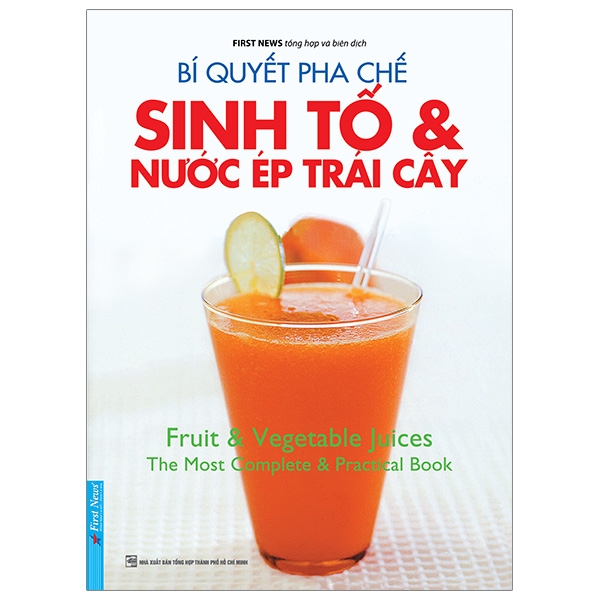 FIRST NEWS tổng hợp và biên dịch
BÍ QUYẾT PHA CHẾ
SINH TỐ &
NƯỚC ÉP TRÁI CÂY
Fruit & Vegetable Juices
The Most Complete & Practical Book
First News
NHÀ XUẤT BẢN TỔNG HỢP THÀNH PHỐ HỒ CHÍ MINH